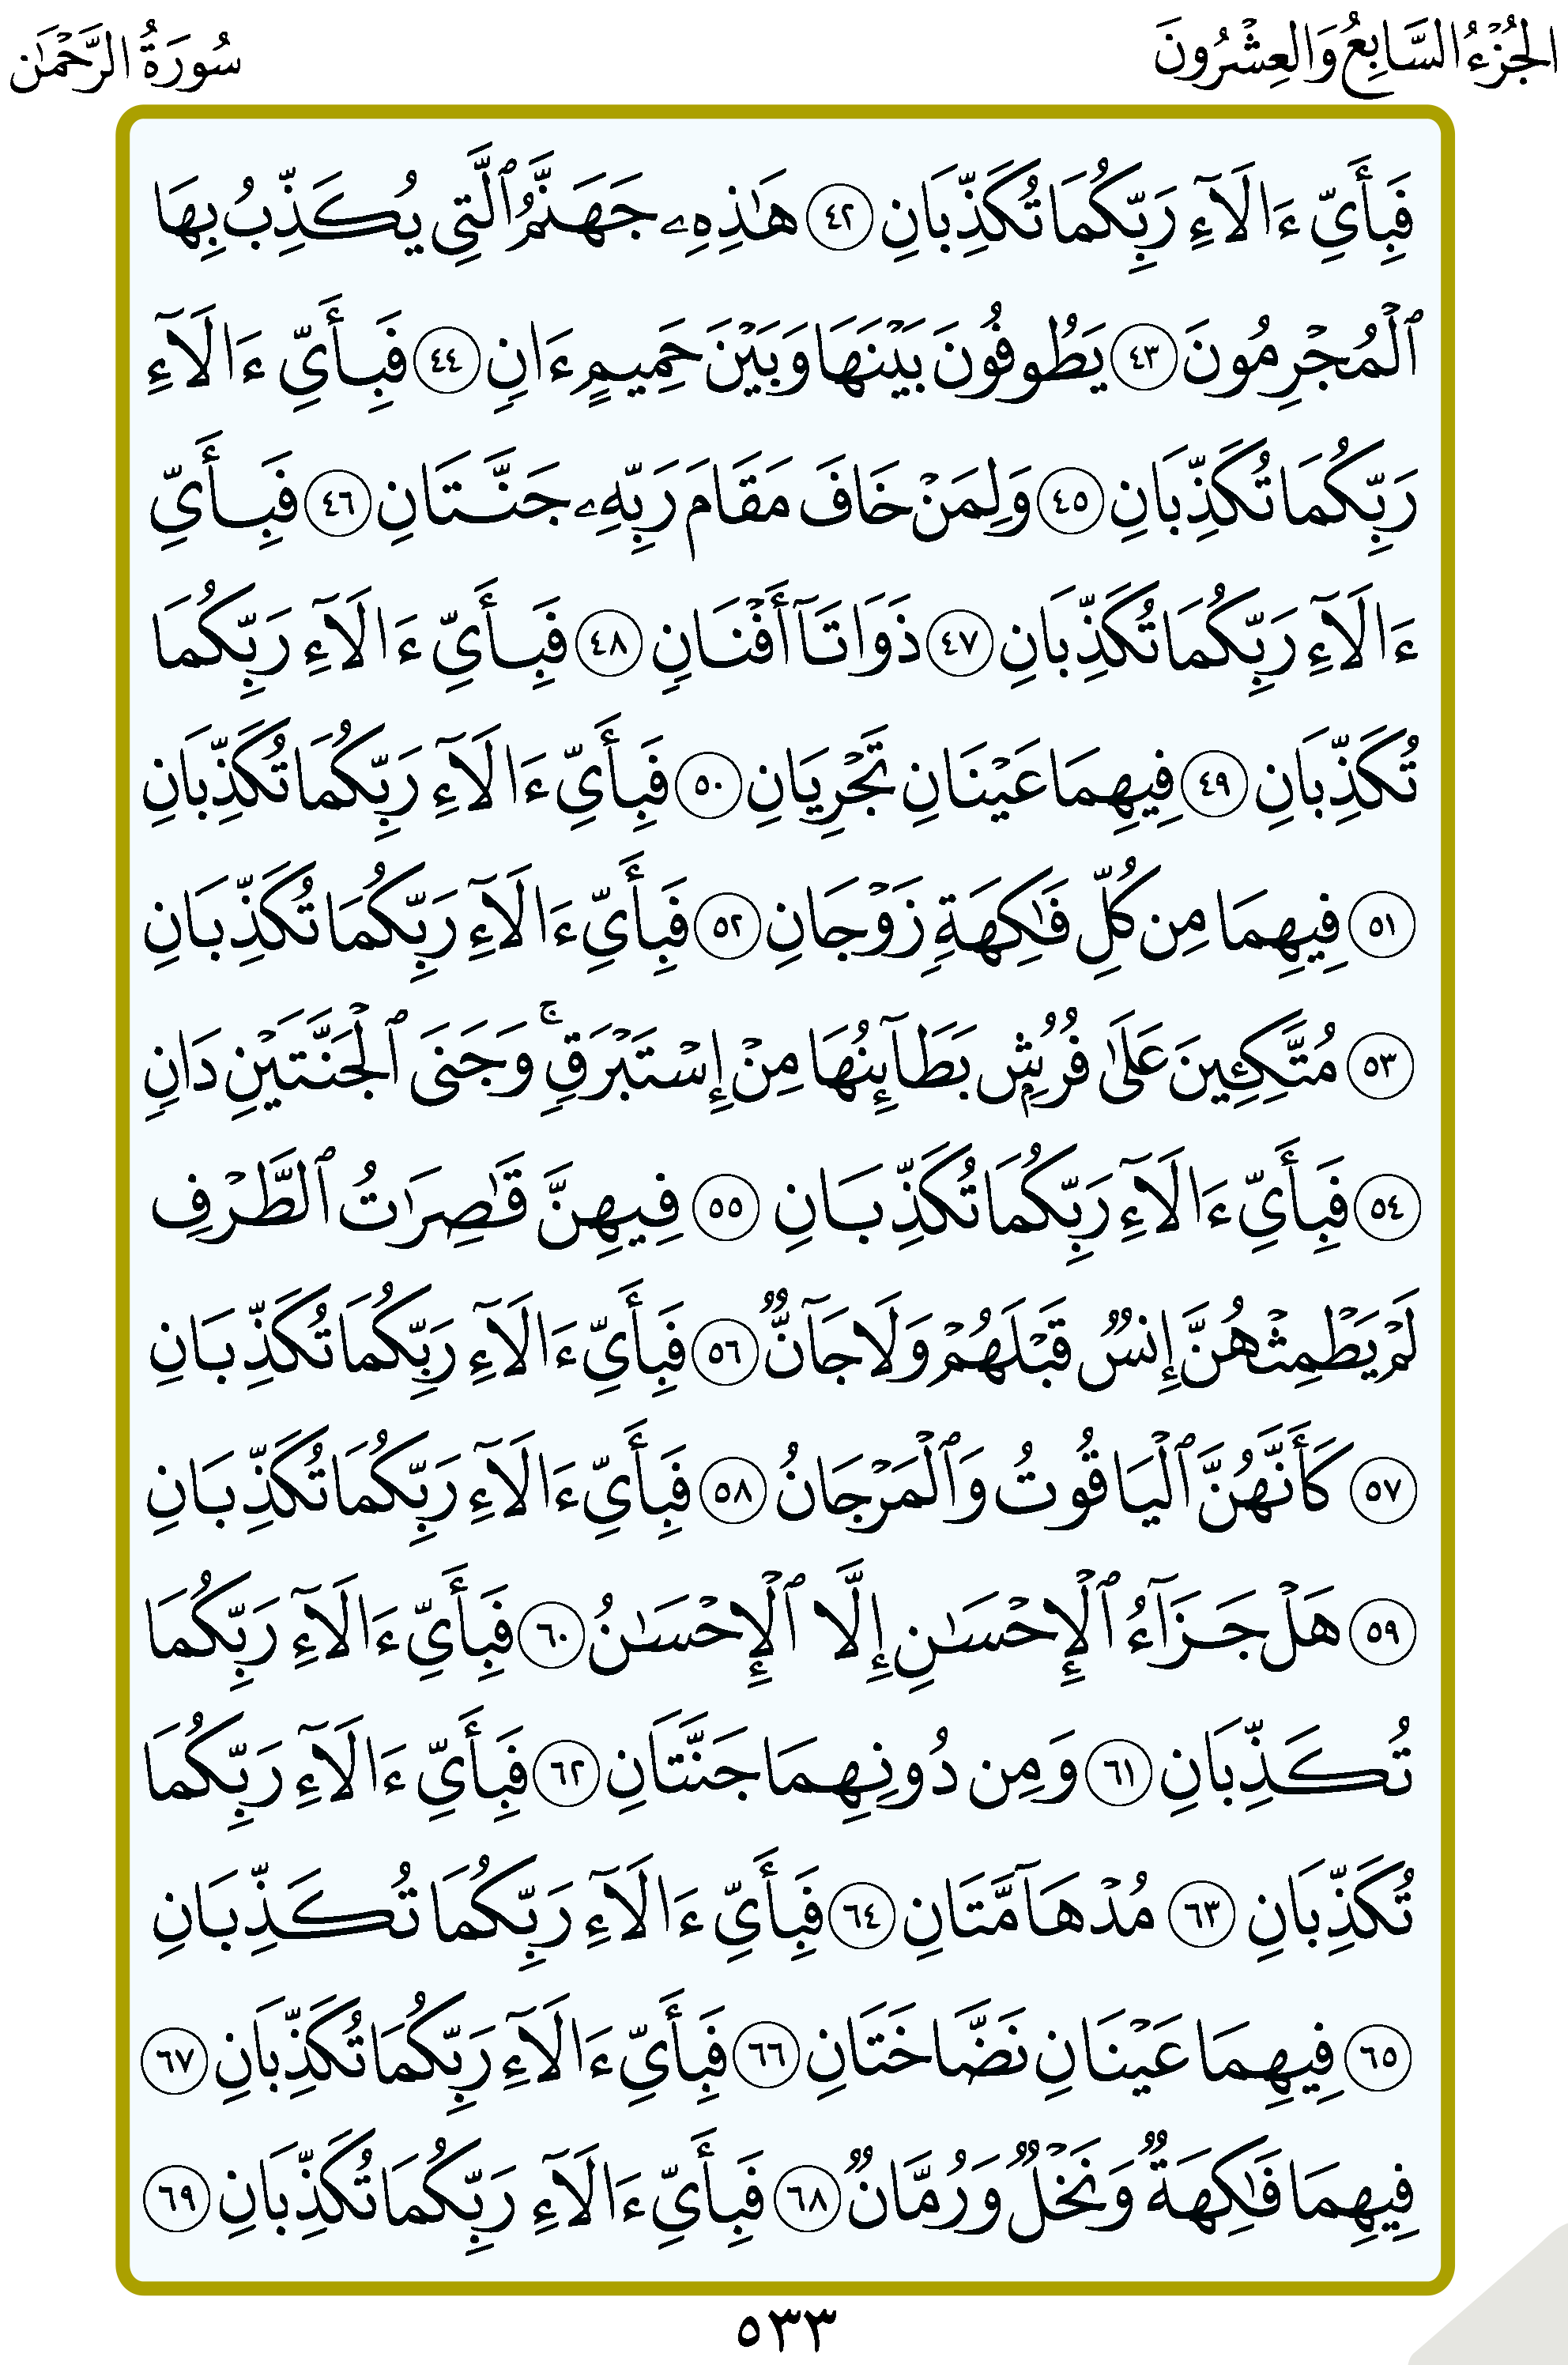 الجُزْءُ السَّابِعُ وَالعِشْرُونَ
سُورَةُ الرَّحْمَٰن
فَبِأَيِّ ءَالَآءِ رَبِّكُمَا تُكَذِّبَانِ ٤٢ هَٰذِهِۦ جَهَنَّمُ ٱلَّتِي يُكَذِّبُ بِهَا
ٱلْمُجْرِمُونَ ٤٣ يَطُوفُونَ بَيْنَهَا وَبَيْنَ حَمِيمٍ ءَانٍ ٤٤ فَبِأَيِّ ءَالَآءِ
رَبِّكُمَا تُكَذِّبَانِ ٤٥ وَلِمَنْ خَافَ مَقَامَ رَبِّهِۦ جَنَّتَانِ ٤٦ فَبِأَيِّ
ءَالَآءِ رَبِّكُمَا تُكَذِّبَانِ ٤٧ ذَوَاتَآ أَفْنَانٍ ٤٨ فَبِأَيِّ ءَالَآءِ رَبِّكُمَا
تُكَذِّبَانِ ٤٩ فِيهِمَا عَيْنَانِ تَجْرِيَانِ ٥٠ فَبِأَيِّ ءَالَآءِ رَبِّكُمَا تُكَذِّبَانِ
٥١ فِيهِمَا مِن كُلِّ فَٰكِهَةٍ زَوْجَانِ ٥٢ فَبِأَيِّ ءَالَآءِ رَبِّكُمَا تُكَذِّبَانِ
٥٣ مُتَّكِـِٔينَ عَلَىٰ فُرُشٍۭ بَطَآئِنُهَا مِنْ إِسْتَبْرَقٍ ۚ وَجَنَى ٱلْجَنَّتَيْنِ دَانٍ
٥٤ فَبِأَيِّ ءَالَآءِ رَبِّكُمَا تُكَذِّبَانِ ٥٥ فِيهِنَّ قَٰصِرَٰتُ ٱلطَّرْفِ
لَمْ يَطْمِثْهُنَّ إِنسٌ قَبْلَهُمْ وَلَا جَآنٌّ ٥٦ فَبِأَيِّ ءَالَآءِ رَبِّكُمَا تُكَذِّبَانِ
٥٧ كَأَنَّهُنَّ ٱلْيَاقُوتُ وَٱلْمَرْجَانُ ٥٨ فَبِأَيِّ ءَالَآءِ رَبِّكُمَا تُكَذِّبَانِ
٥٩ هَلْ جَزَآءُ ٱلْإِحْسَٰنِ إِلَّا ٱلْإِحْسَٰنُ ٦٠ فَبِأَيِّ ءَالَآءِ رَبِّكُمَا
تُكَذِّبَانِ ٦١ وَمِن دُونِهِمَا جَنَّتَانِ ٦٢ فَبِأَيِّ ءَالَآءِ رَبِّكُمَا
تُكَذِّبَانِ ٦٣ مُدْهَآمَّتَانِ ٦٤ فَبِأَيِّ ءَالَآءِ رَبِّكُمَا تُكَذِّبَانِ
٦٥ فِيهِمَا عَيْنَانِ نَضَّاخَتَانِ ٦٦ فَبِأَيِّ ءَالَآءِ رَبِّكُمَا تُكَذِّبَانِ ٦٧
فِيهِمَا فَٰكِهَةٌ وَنَخْلٌ وَرُمَّانٌ ٦٨ فَبِأَيِّ ءَالَآءِ رَبِّكُمَا تُكَذِّبَانِ ٦٩
٥٣٣